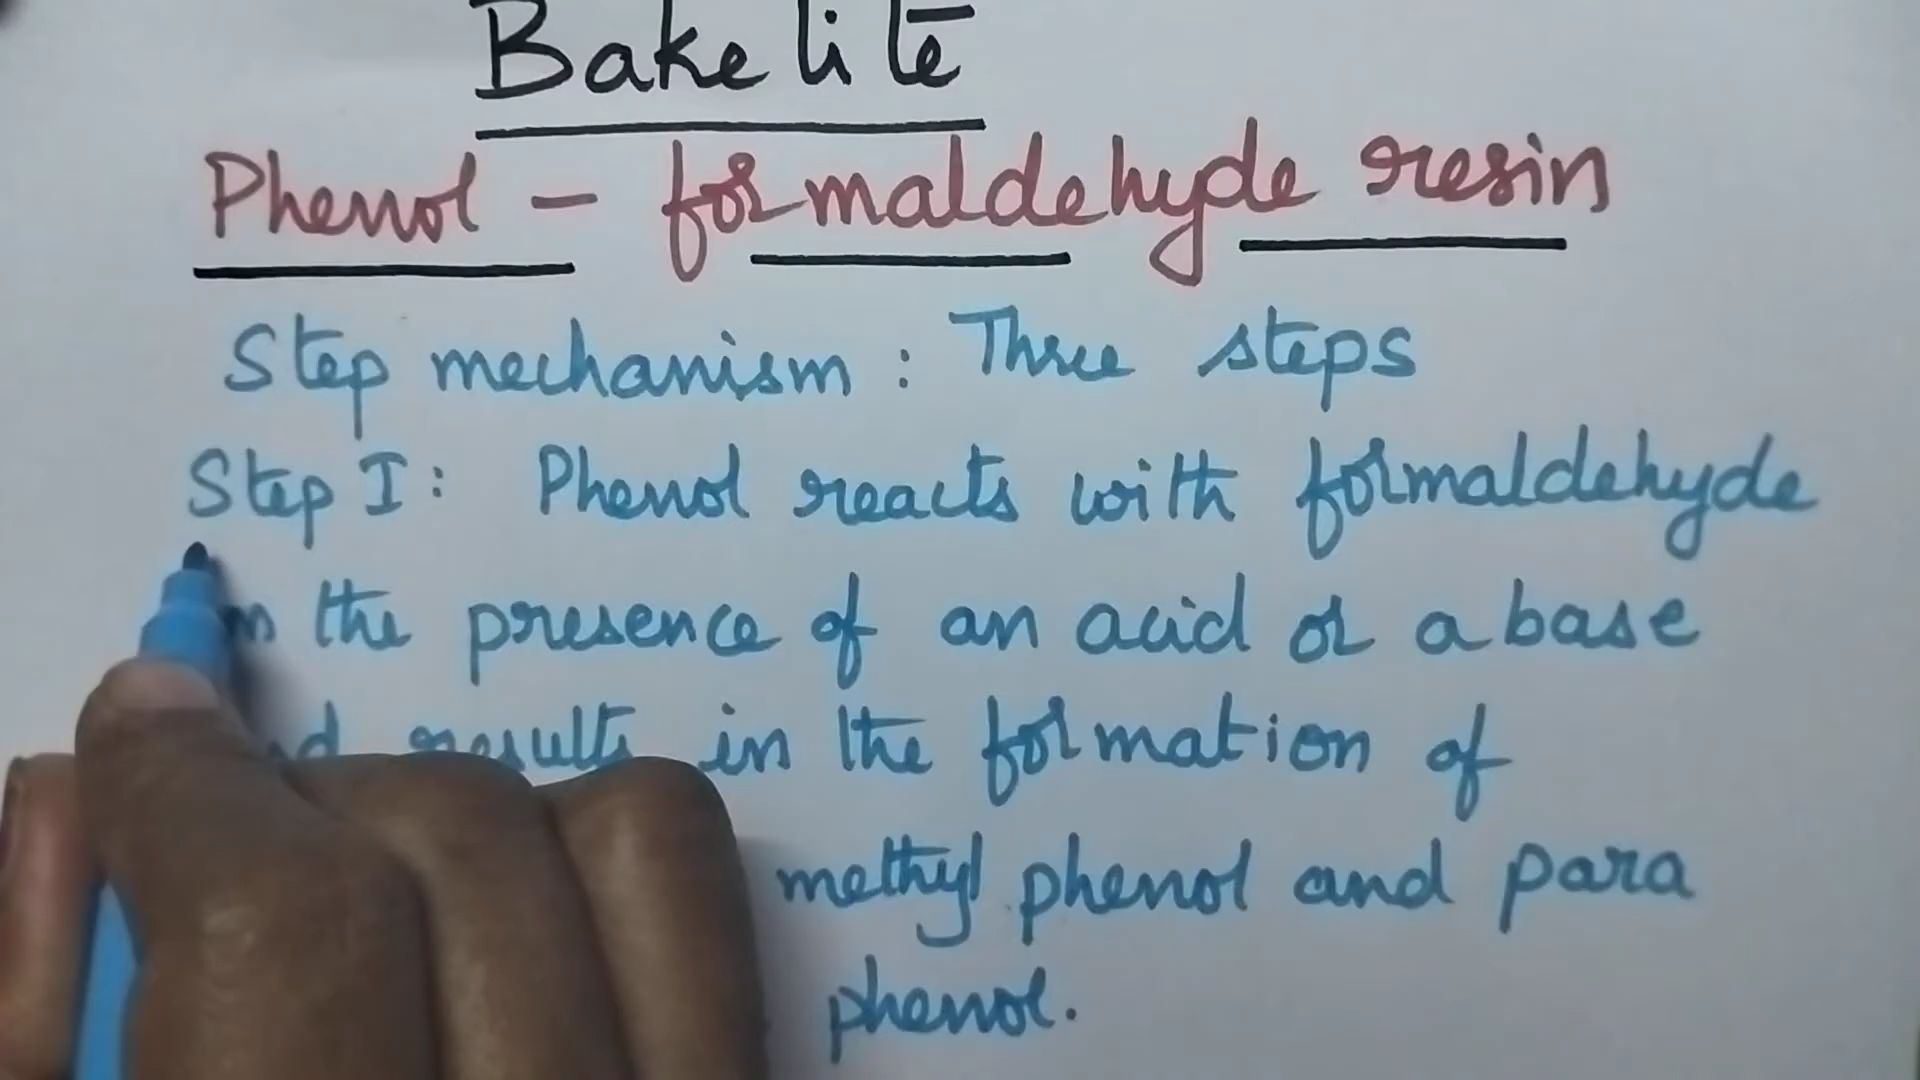 Bakelite
Phenol - formaldehyde resin
Step mechanism : Three steps
Step I : Phenol reacts with formaldehyde
the presence of an acid or a base
results in the formation of
methyl phenol and para
phenol.